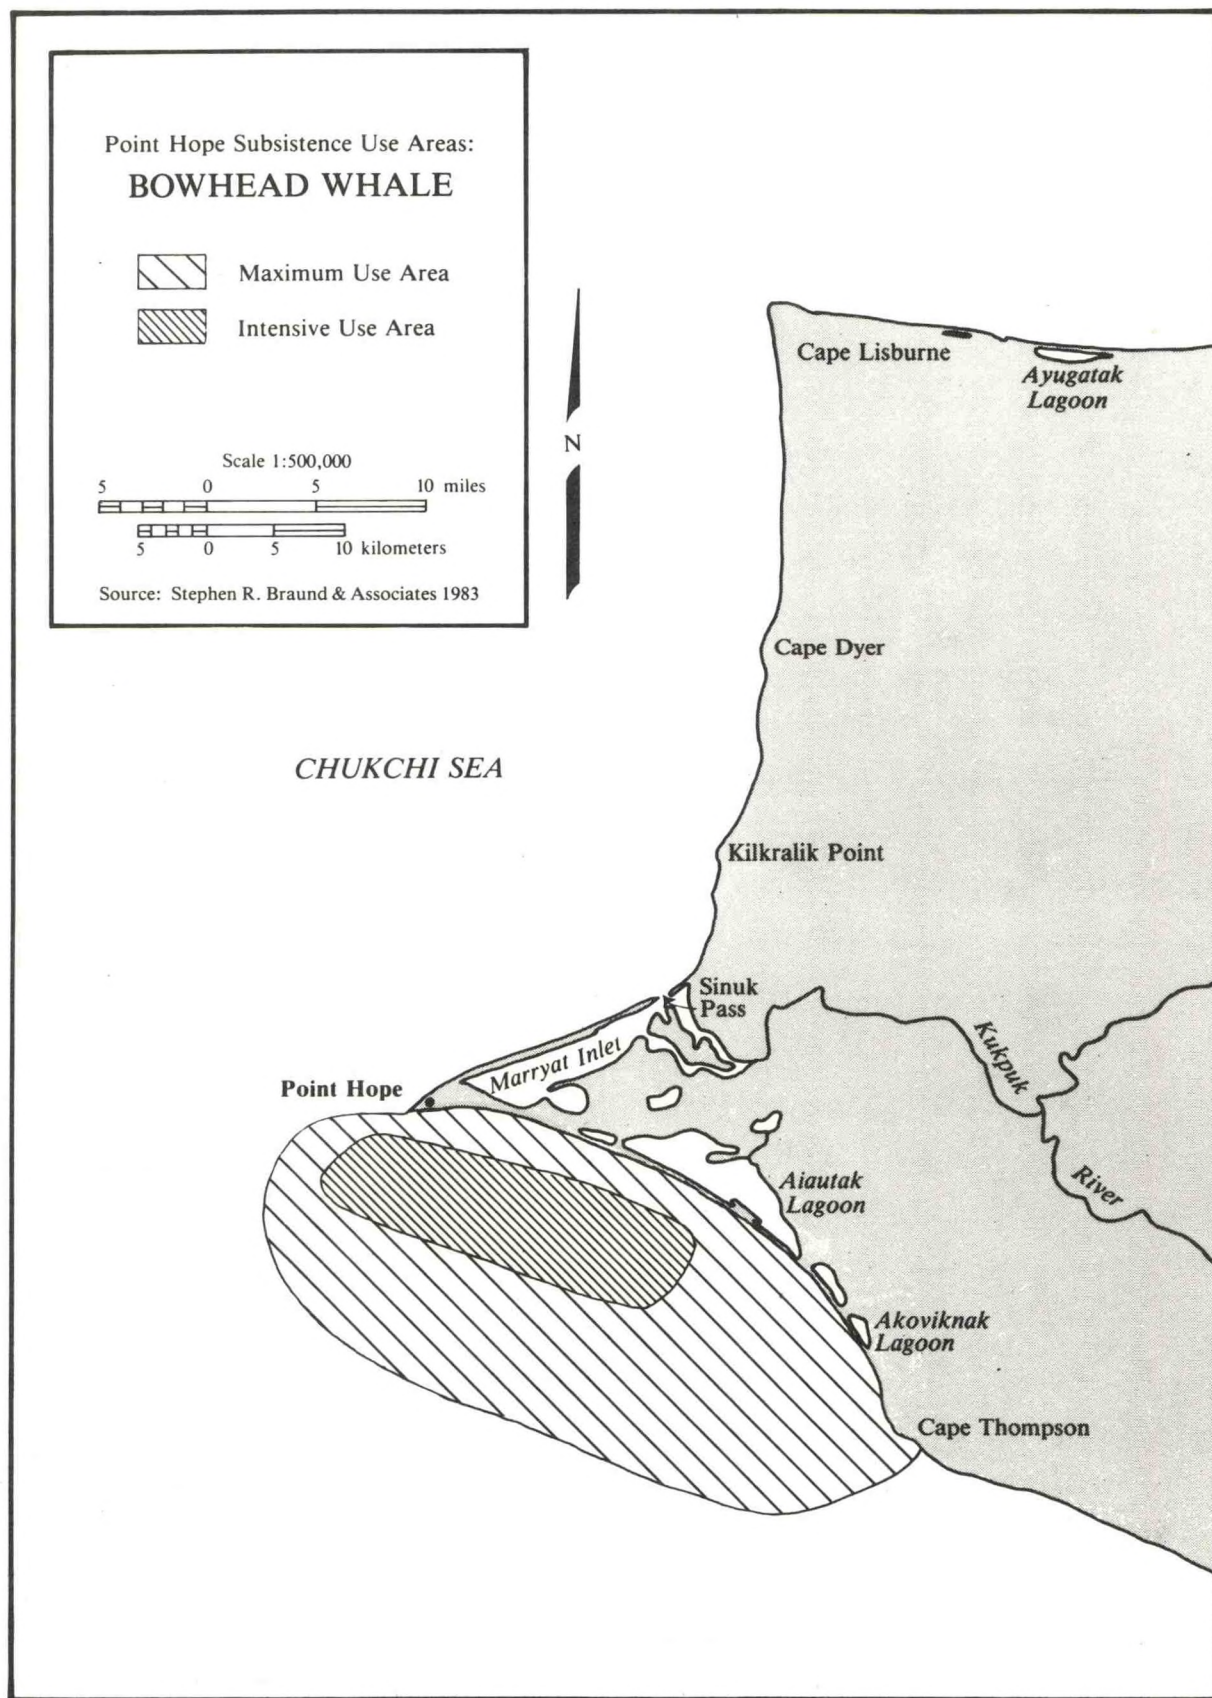 Point Hope Subsistence Use Areas:
BOWHEAD WHALE
Maximum Use Area
Intensive Use Area
Scale 1:500,000
5 0 5 10 miles
5 0 5 10 kilometers
Source: Stephen R. Braund & Associates 1983
N
Cape Lisburne
Ayugatak
Lagoon
Cape Dyer
CHUKCHI SEA
Kilkralik Point
Sinuk
Pass
Marryat Inlet
Kukpuk
River
Point Hope
Aiautak
Lagoon
Akoviknak
Lagoon
Cape Thompson